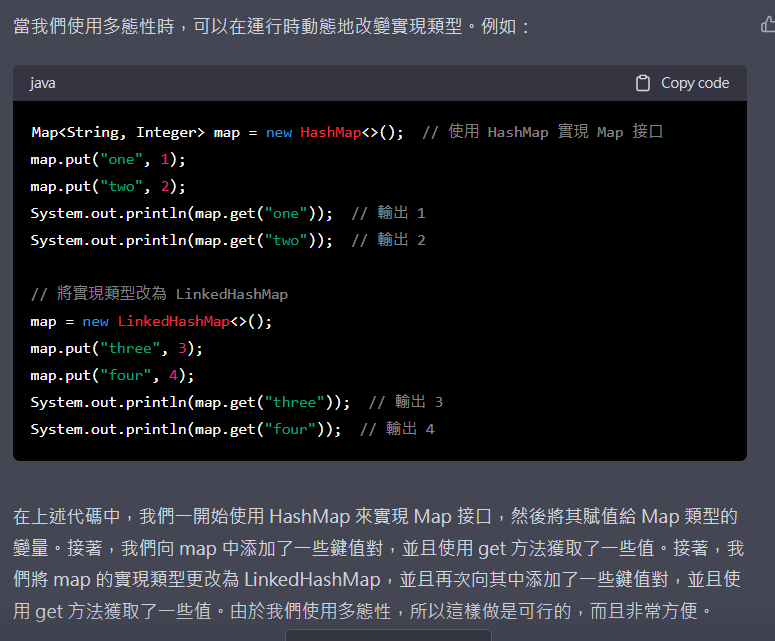 當我們使用多態性時，可以在運行時動態地改變實現類型。例如：
java
Copy code
Map<String, Integer> map = new HashMap<>();  // 使用 HashMap 實現 Map 接口
map.put("one", 1);
map.put("two", 2);
System.out.println(map.get("one"));  // 輸出 1
System.out.println(map.get("two"));  // 輸出 2
// 將實現類型改為 LinkedHashMap
map = new LinkedHashMap<>();
map.put("three", 3);
map.put("four", 4);
System.out.println(map.get("three"));  // 輸出 3
System.out.println(map.get("four"));  // 輸出 4
在上述代碼中，我們一開始使用 HashMap 來實現 Map 接口，然後將其賦值給 Map 類型的
變量。接著，我們向 map 中添加了一些鍵值對，並且使用 get 方法獲取了一些值。接著，我
們將 map 的實現類型更改為 LinkedHashMap，並且再次向其中添加了一些鍵值對，並且使
用 get 方法獲取了一些值。由於我們使用多態性，所以這樣做是可行的，而且非常方便。